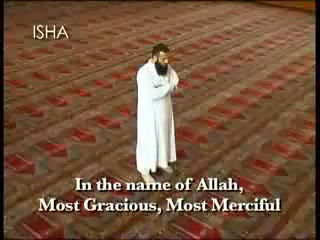 ISHA
In the name of Allah,
Most Gracious, Most Merciful